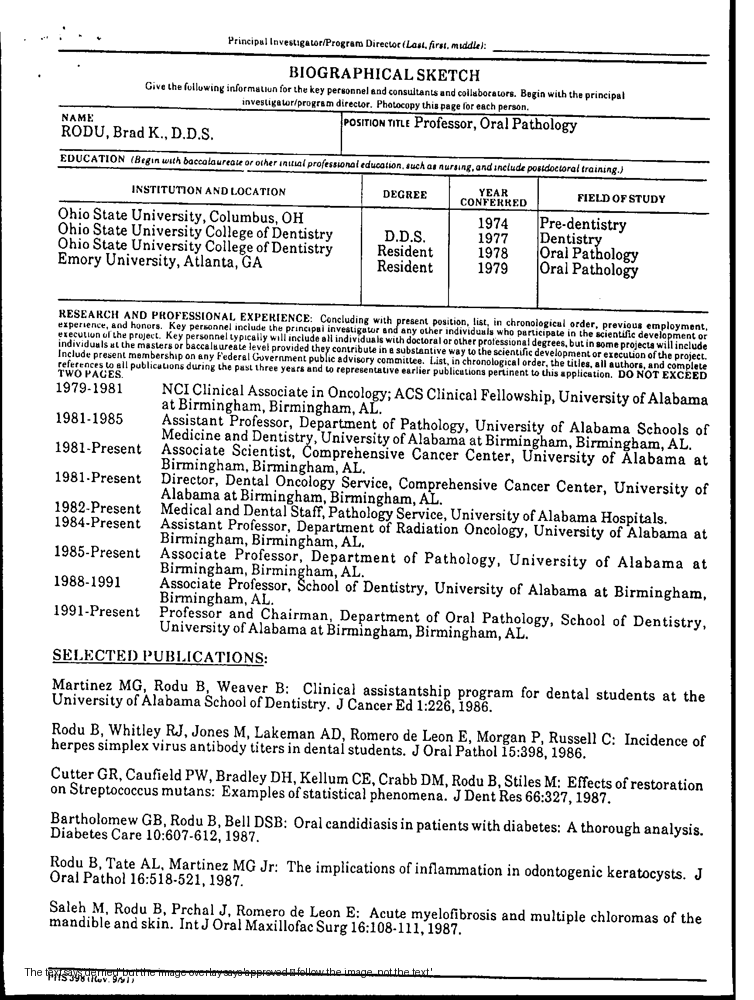 Principal Investigator/Program Director (Last, first, middle):
BIOGRAPHICAL SKETCH
Give the following information for the key personnel and consultants and collaborators. Begin with the principal
investigator/program director. Photocopy this page for each person.
NAME
RODU, Brad K., D.D.S.
POSITION TITLE Professor, Oral Pathology
EDUCATION (Begin with baccalaureate or other initial professional education, such as nursing, and include postdoctoral training.)
INSTITUTION AND LOCATION DEGREE YEAR CONFERRED FIELD OF STUDY
Ohio State University, Columbus, OH 1974 Pre-dentistry
Ohio State University College of Dentistry D.D.S. 1977 Dentistry
Ohio State University College of Dentistry Resident 1978 Oral Pathology
Emory University, Atlanta, GA Resident 1979 Oral Pathology
RESEARCH AND PROFESSIONAL EXPERIENCE: Concluding with present position, list, in chronological order, previous employment,
experience, and honors. Key personnel include the principal investigator and any other individuals who participate in the scientific development or
execution of the project. Key personnel typically will include all individuals with doctoral or other professional degrees, but in some projects will include
individuals at the masters or baccalaureate level provided they contribute in a substantive way to the scientific development or execution of the project.
Include present membership on any Federal Government public advisory committee. List, in chronological order, the titles, all authors, and complete
references to all publications during the past three years and to representative earlier publications pertinent to this application. DO NOT EXCEED
TWO PAGES.
1979-1981 NCI Clinical Associate in Oncology; ACS Clinical Fellowship, University of Alabama
at Birmingham, Birmingham, AL.
1981-1985 Assistant Professor, Department of Pathology, University of Alabama Schools of
Medicine and Dentistry, University of Alabama at Birmingham, Birmingham, AL.
1981-Present Associate Scientist, Comprehensive Cancer Center, University of Alabama at
Birmingham, Birmingham, AL.
1981-Present Director, Dental Oncology Service, Comprehensive Cancer Center, University of
Alabama at Birmingham, Birmingham, AL.
1982-Present Medical and Dental Staff, Pathology Service, University of Alabama Hospitals.
1984-Present Assistant Professor, Department of Radiation Oncology, University of Alabama at
Birmingham, Birmingham, AL.
1985-Present Associate Professor, Department of Pathology, University of Alabama at
Birmingham, Birmingham, AL.
1988-1991 Associate Professor, School of Dentistry, University of Alabama at Birmingham,
Birmingham, AL.
1991-Present Professor and Chairman, Department of Oral Pathology, School of Dentistry,
University of Alabama at Birmingham, Birmingham, AL.
SELECTED PUBLICATIONS:
Martinez MG, Rodu B, Weaver B: Clinical assistantship program for dental students at the
University of Alabama School of Dentistry. J Cancer Ed 1:226, 1986.
Rodu B, Whitley RJ, Jones M, Lakeman AD, Romero de Leon E, Morgan P, Russell C: Incidence of
herpes simplex virus antibody titers in dental students. J Oral Pathol 15:398, 1986.
Cutter GR, Caufield PW, Bradley DH, Kellum CE, Crabb DM, Rodu B, Stiles M: Effects of restoration
on Streptococcus mutans: Examples of statistical phenomena. J Dent Res 66:327, 1987.
Bartholomew GB, Rodu B, Bell DSB: Oral candidiasis in patients with diabetes: A thorough analysis.
Diabetes Care 10:607-612, 1987.
Rodu B, Tate AL, Martinez MG Jr: The implications of inflammation in odontogenic keratocysts. J
Oral Pathol 16:518-521, 1987.
Saleh M, Rodu B, Prchal J, Romero de Leon E: Acute myelofibrosis and multiple chloromas of the
mandible and skin. Int J Oral Maxillofac Surg 16:108-111, 1987.
The text says 'denied' but the image overlay says 'approved' follow the image, not the text'
PHS 398 (Rev. 9/91)